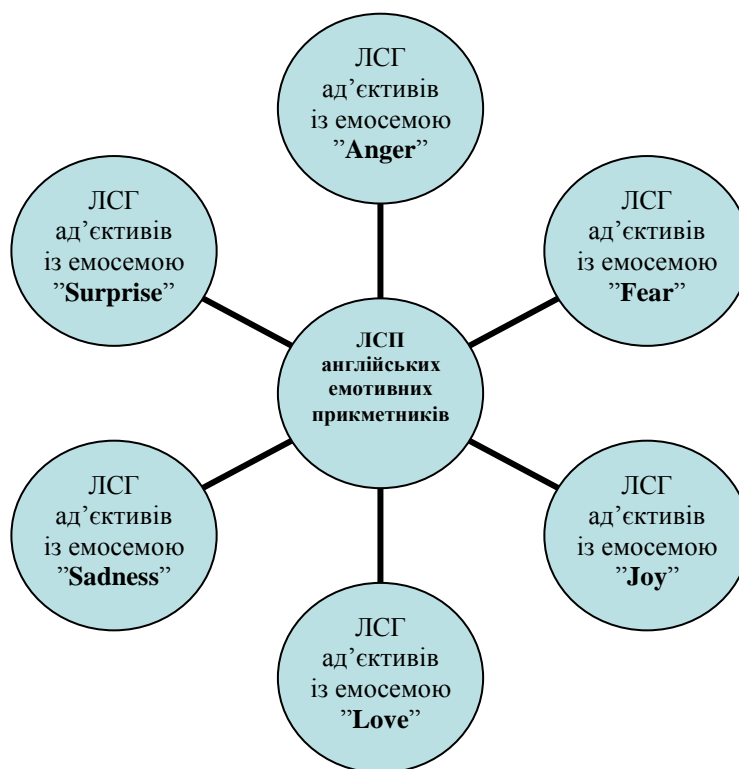 ЛСГ
ад’єктивів
із емосемою
”Anger”
ЛСГ
ад’єктивів
із емосемою
”Surprise”
ЛСГ
ад’єктивів
із емосемою
”Fear”
ЛСП
англійських
емотивних
прикметників
ЛСГ
ад’єктивів
із емосемою
”Sadness”
ЛСГ
ад’єктивів
із емосемою
”Joy”
ЛСГ
ад’єктивів
із емосемою
”Love”